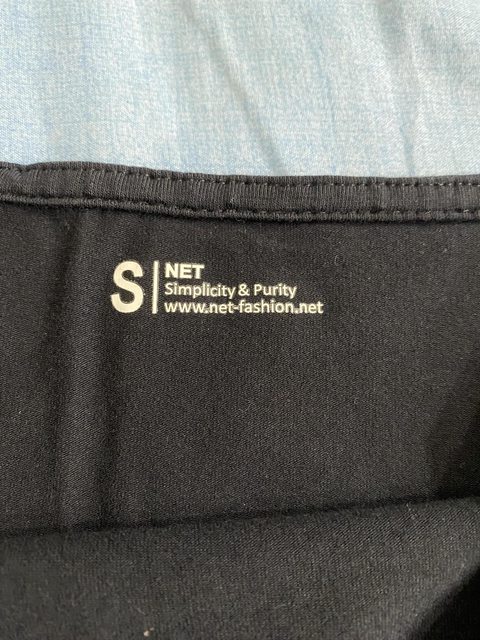 S
NET
Simplicity & Purity
www.net-fashion.net